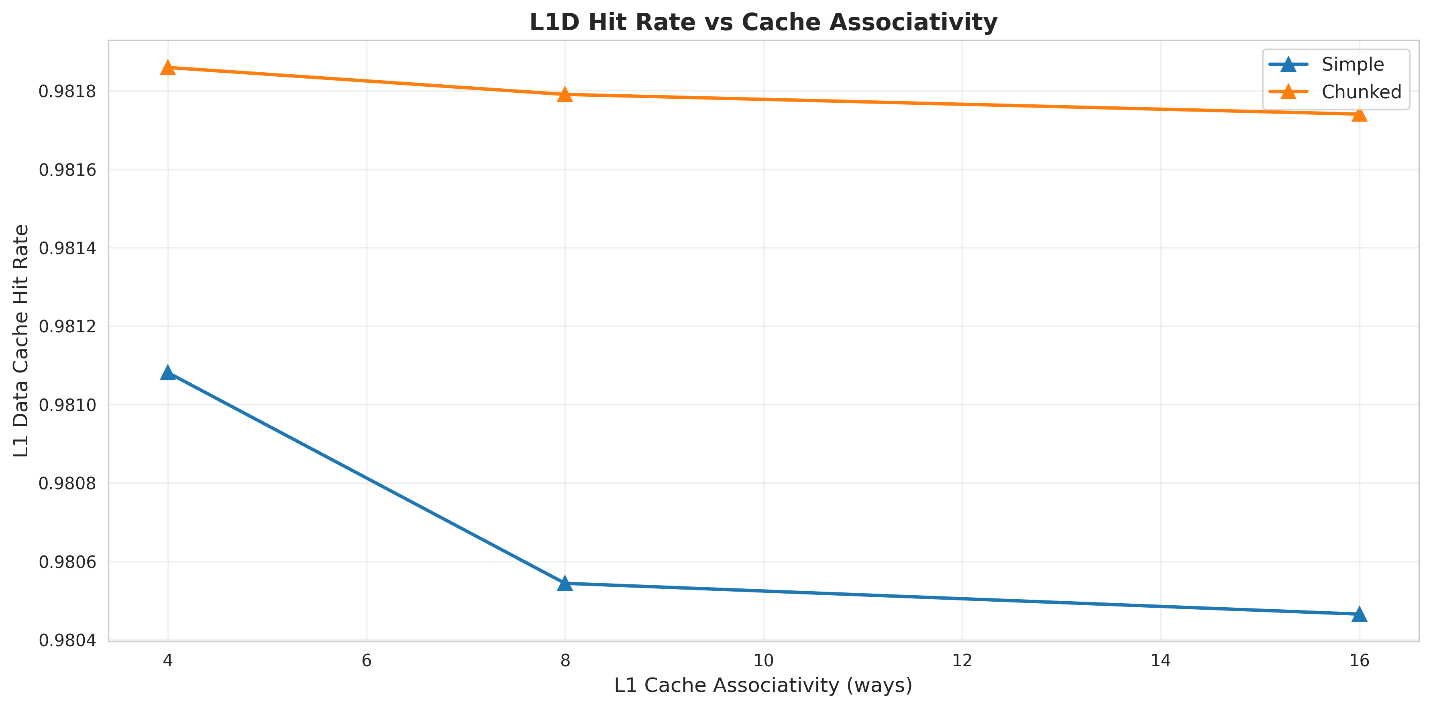 L1D Hit Rate vs Cache Associativity
Simple
Chunked
L1 Data Cache Hit Rate
0.9818
0.9816
0.9814
0.9812
0.9810
0.9808
0.9806
0.9804
4 6 8 10 12 14 16
L1 Cache Associativity (ways)